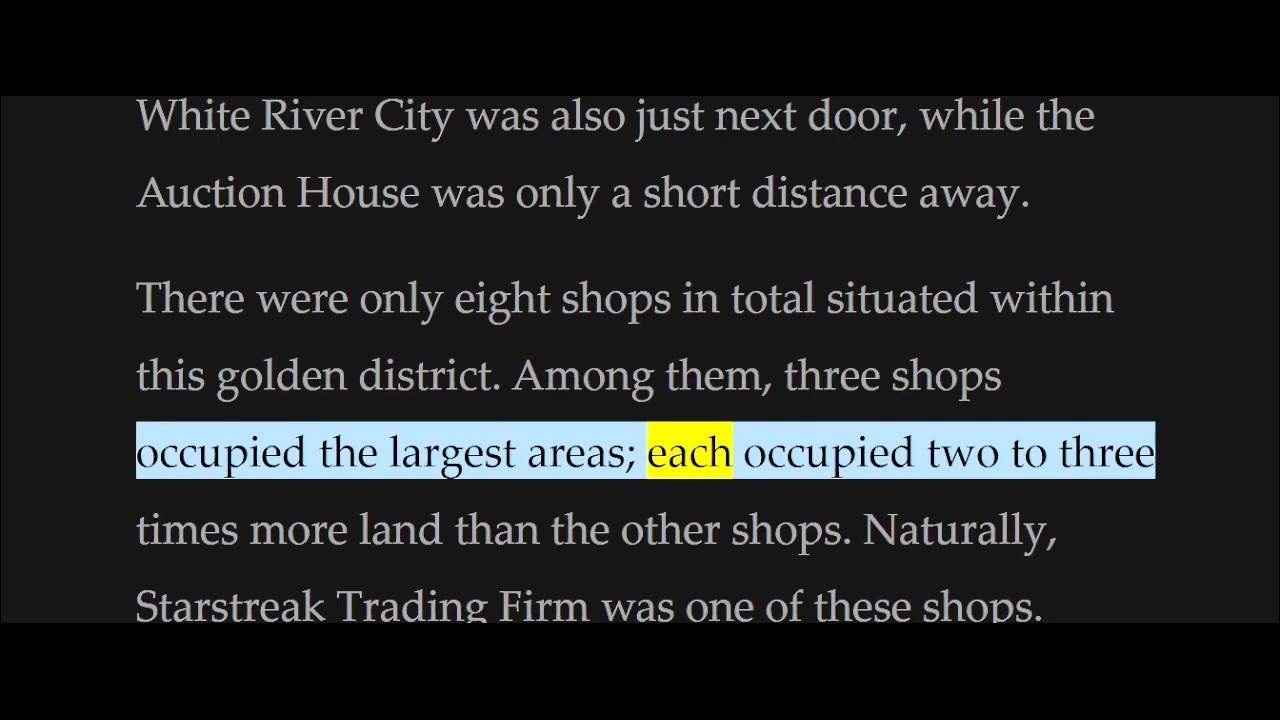 White River City was also just next door, while the
Auction House was only a short distance away.
There were only eight shops in total situated within
this golden district. Among them, three shops
occupied the largest areas; each occupied two to three
times more land than the other shops. Naturally,
Starstreak Trading Firm was one of these shops.